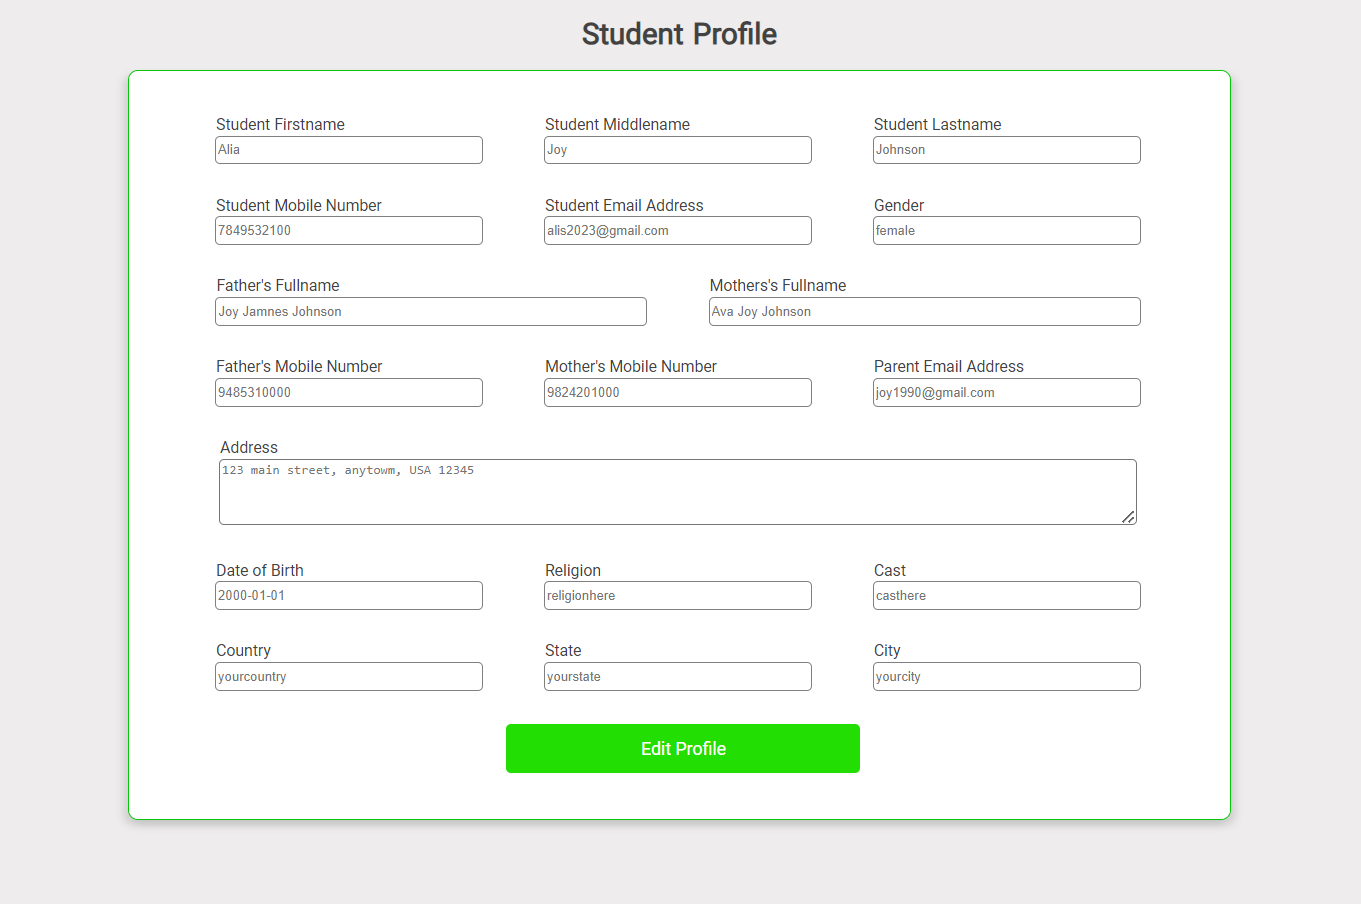 Student Profile
Student Firstname Student Middlename Student Lastname
Alia Joy Johnson
Student Mobile Number Student Email Address Gender
7849532100 alis2023@gmail.com female
Father's Fullname Mothers's Fullname
Joy Jamnes Johnson Ava Joy Johnson
Father's Mobile Number Mother's Mobile Number Parent Email Address
9485310000 9824201000 joy1990@gmail.com
Address
123 main street, anytowm, USA 12345
Date of Birth Religion Cast
2000-01-01 religionhere casthere
Country State City
yourcountry yourstate yourcity
Edit Profile